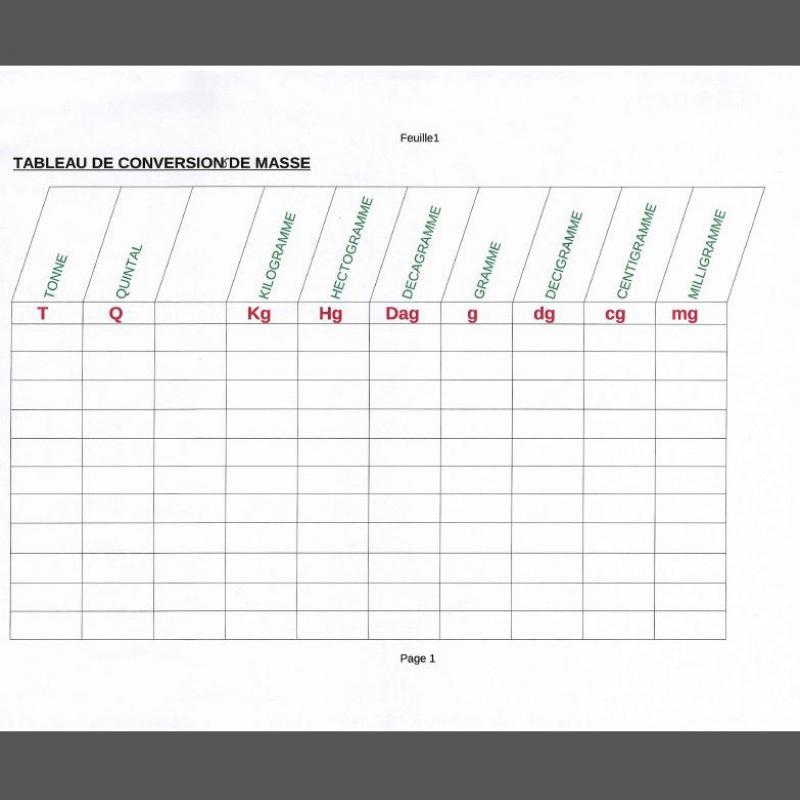 Feuille1
TABLEAU DE CONVERSION DE MASSE
TONNE QUINTAL KILOGRAMME HECTOGRAMME DECAGRAMME GRAMME DECIGRAMME CENTIGRAMME MILLIGRAMME
T Q Kg Hg Dag g dg cg mg
Page 1